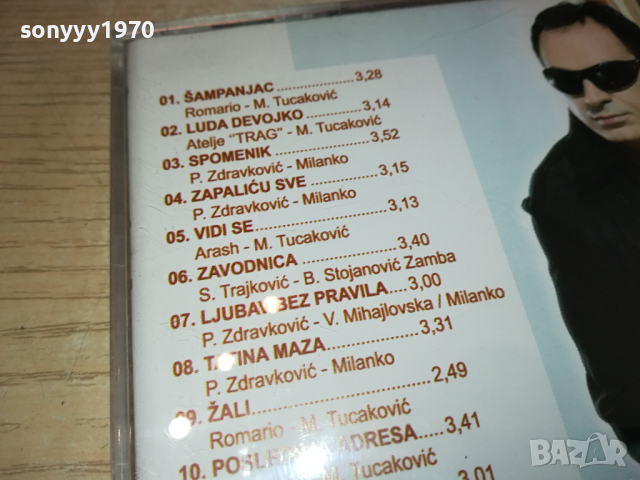 sonyyy1970
01. ŠAMPANJAC....................3,28
Romario - M. Tucaković
02. LUDA DEVOJKO...............3,14
Atelje "TRAG" - M. Tucaković
03. SPOMENIK.......................3,52
P. Zdravković - Milanko
04. ZAPALIĆU SVE................3,15
P. Zdravković - Milanko
05. VIDI SE............................3,13
Arash - M. Tucaković
06. ZAVODNICA.....................3,40
S. Trajković - B. Stojanović Zamba
07. LJUBAV BEZ PRAVILA.....3,00
P. Zdravković - V. Mihajlovska / Milanko
08. TATINA MAZA.................3,31
P. Zdravković - Milanko
09. ŽALI.................................2,49
Romario - M. Tucaković
10. ADRESA.....3,41
M. Tucaković
3,01
BAZAR